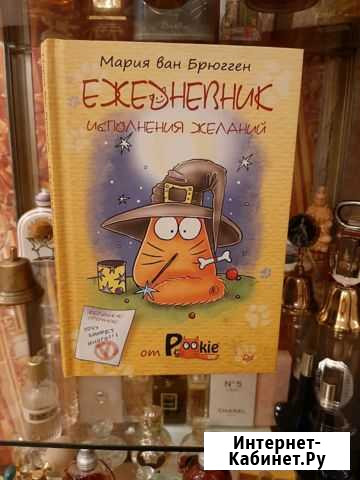 Мария ван Брюгген
ЕЖЕДНЕВНИК
ИСПОЛНЕНИЯ ЖЕЛАНИЙ
от Pookie
N°5
CHANEL
Интернет-
Кабинет.Ру